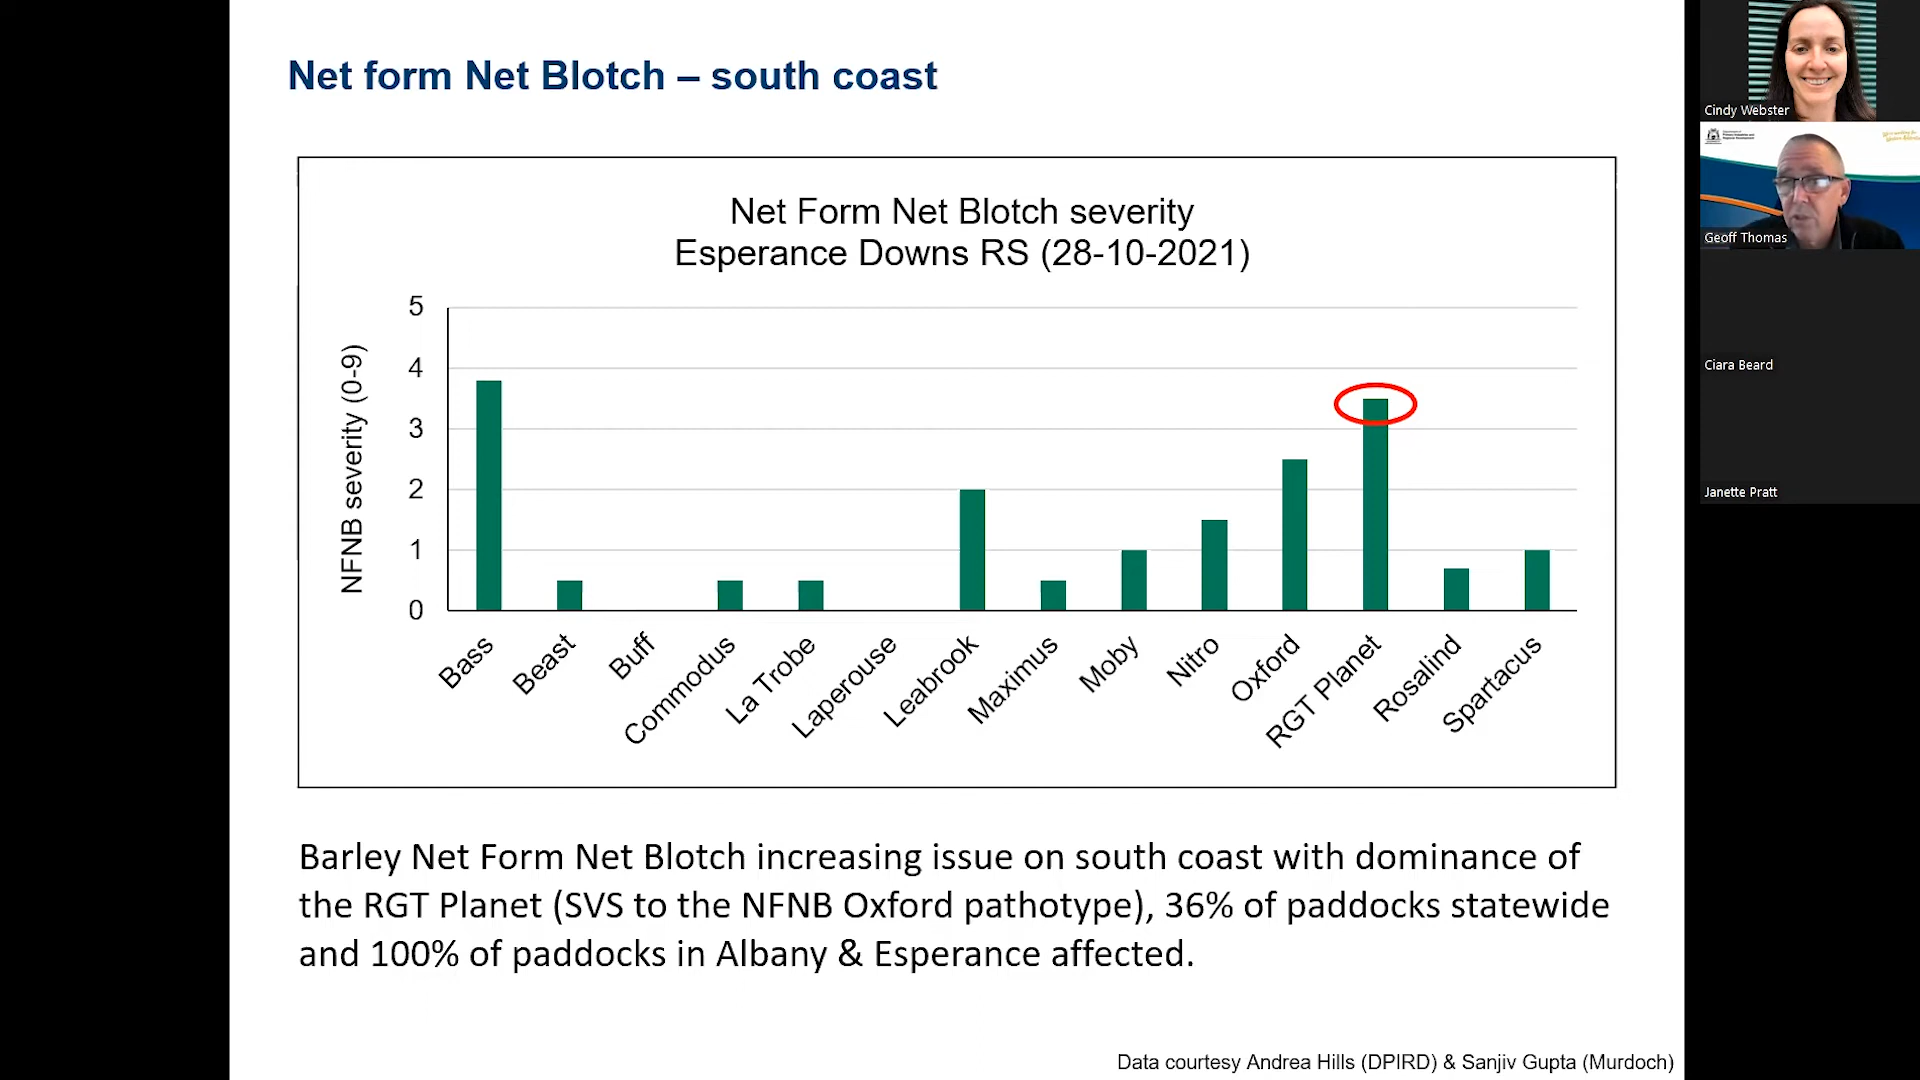 Net form Net Blotch – south coast
Net Form Net Blotch severity
Esperance Downs RS (28-10-2021)
NFNB severity (0-9)
5
4
3
2
1
0
Bass
Beast
Buff
Commodus
La Trobe
Laperouse
Leabrook
Maximus
Moby
Nitro
Oxford
RGT Planet
Rosalind
Spartacus
Barley Net Form Net Blotch increasing issue on south coast with dominance of
the RGT Planet (SVS to the NFNB Oxford pathotype), 36% of paddocks statewide
and 100% of paddocks in Albany & Esperance affected.
Data courtesy Andrea Hills (DPIRD) & Sanjiv Gupta (Murdoch)
Cindy Webster
Geoff Thomas
Ciara Beard
Janette Pratt